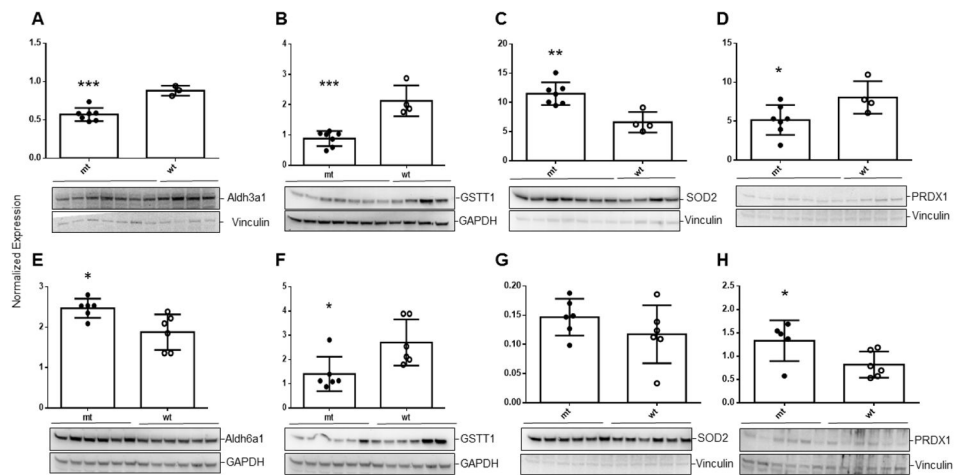 A
B
C
D
Normalized Expression
1.5
1.0
0.5
0.0
***
mt
wt
Aldh3a1
Vinculin
4
3
2
1
0
***
mt
wt
GSTT1
GAPDH
20
15
10
5
0
**
mt
wt
SOD2
Vinculin
15
10
5
0
*
mt
wt
PRDX1
Vinculin
E
F
G
H
3
2
1
0
*
mt
wt
Aldh6a1
GAPDH
5
4
3
2
1
0
*
mt
wt
GSTT1
GAPDH
0.20
0.15
0.10
0.05
0.00
mt
wt
SOD2
Vinculin
2.5
2.0
1.5
1.0
0.5
0.0
*
mt
wt
PRDX1
Vinculin